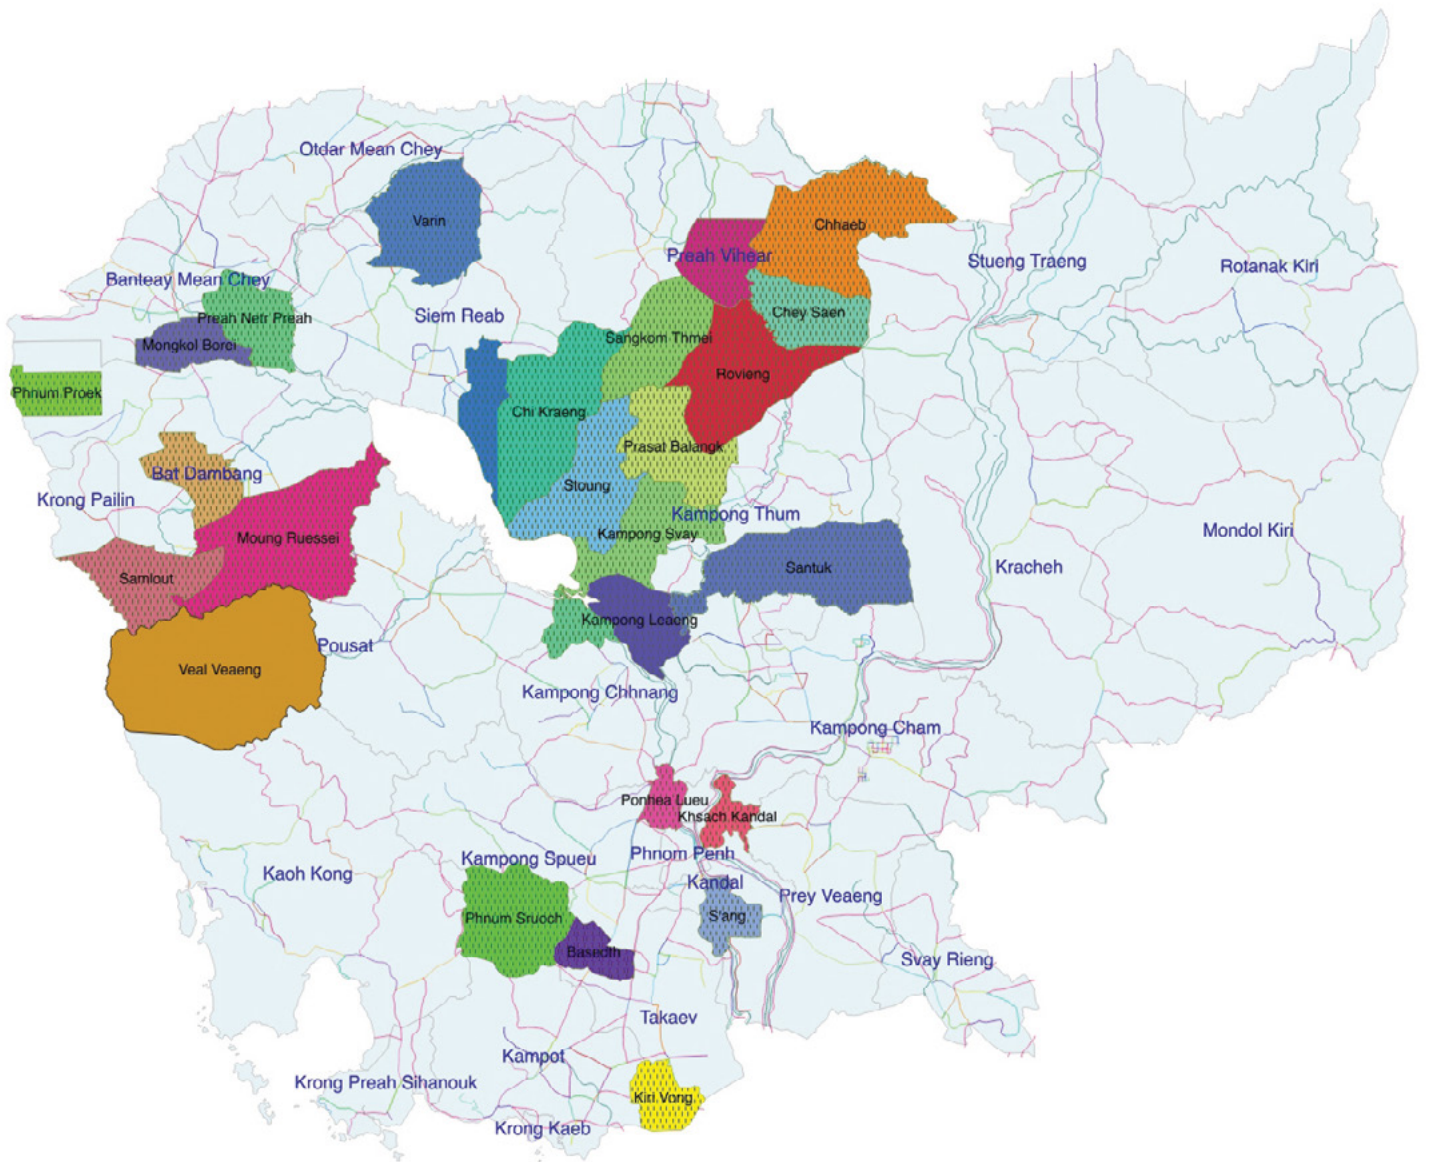 Otdar Mean Chey
Varin
Chhaeb
Preah Vihear
Stueng Traeng
Rotanak Kiri
Banteay Mean Chey
Siem Reab
Chey Saen
Preah Netr Preah
Mongkol Borei
Sangkom Thmei
Rovieng
Phnum Proek
Chi Kraeng
Prasat Balangk
Bat Dambang
Stoung
Krong Pailin
Kampong Thum
Kampong Svay
Mondol Kiri
Moung Ruessei
Santuk
Kracheh
Samlout
Kampong Leaeng
Pousat
Veal Veaeng
Kampong Chhnang
Kampong Cham
Ponhea Lueu
Khsach Kandal
Phnom Penh
Kampong Spueu
Kaoh Kong
Kandal
Prey Veaeng
Phnum Sruoch
S'ang
Basedth
Svay Rieng
Takaev
Kampot
Krong Preah Sihanouk
Kiri Vong
Krong Kaeb